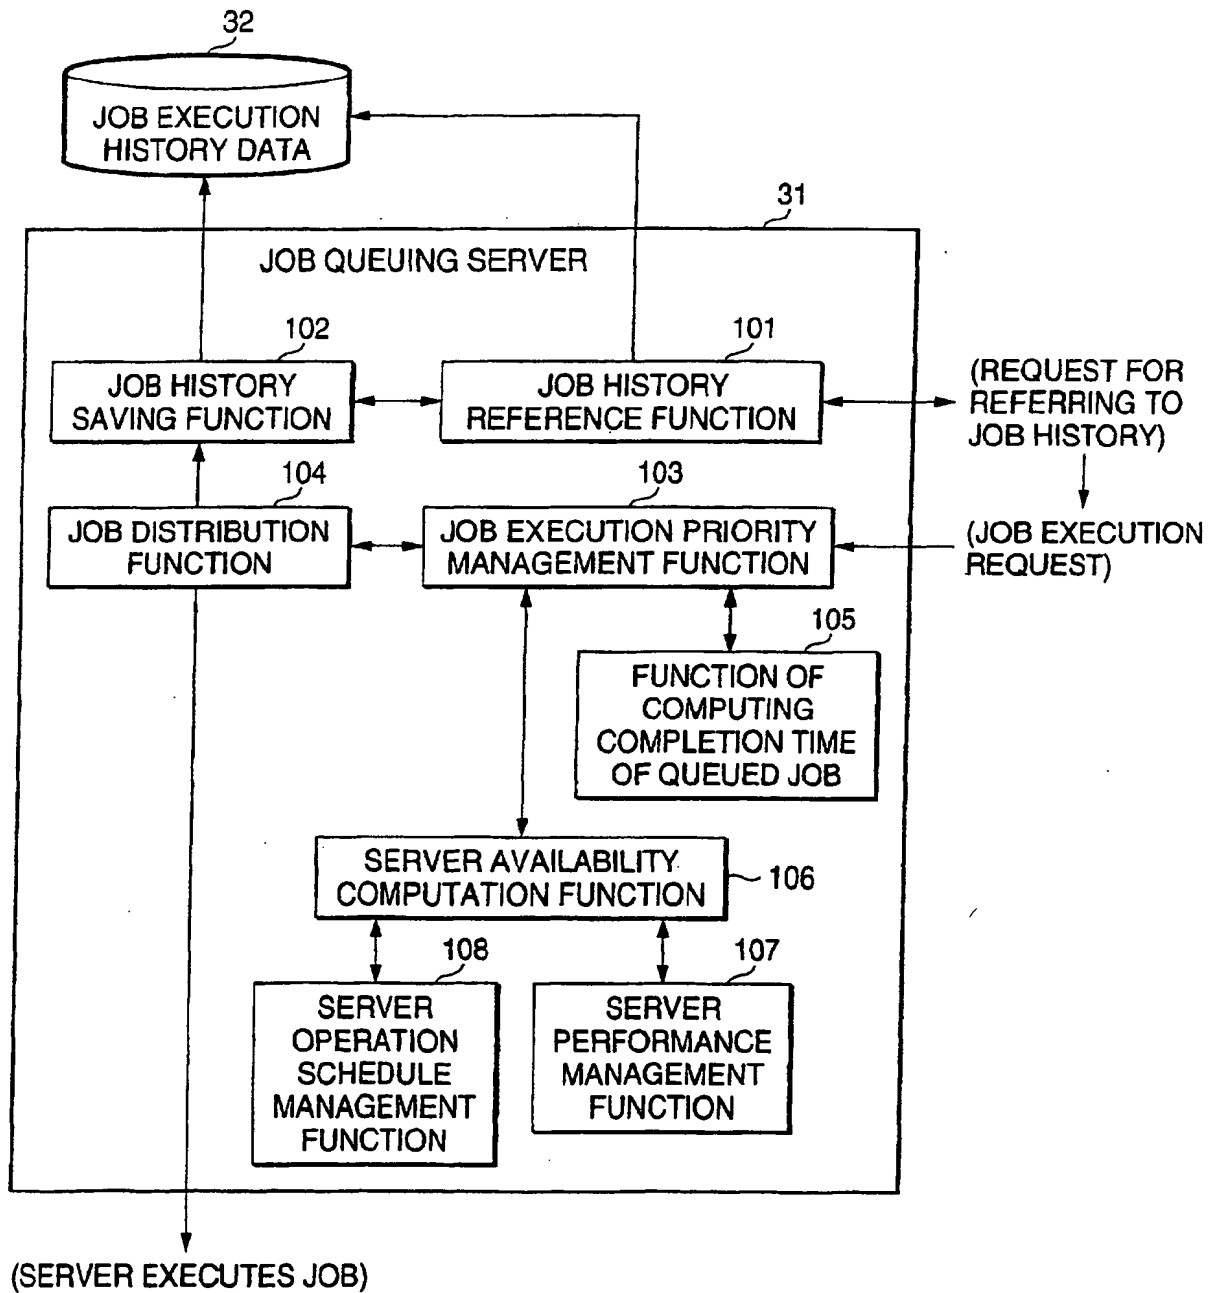 32
JOB EXECUTION
HISTORY DATA
31
JOB QUEUING SERVER
102
JOB HISTORY
SAVING FUNCTION
101
JOB HISTORY
REFERENCE FUNCTION
(REQUEST FOR
REFERRING TO
JOB HISTORY)
104
JOB DISTRIBUTION
FUNCTION
103
JOB EXECUTION PRIORITY
MANAGEMENT FUNCTION
(JOB EXECUTION
REQUEST)
105
FUNCTION OF
COMPUTING
COMPLETION TIME
OF QUEUED JOB
SERVER AVAILABILITY
COMPUTATION FUNCTION
106
108
SERVER
OPERATION
SCHEDULE
MANAGEMENT
FUNCTION
107
SERVER
PERFORMANCE
MANAGEMENT
FUNCTION
(SERVER EXECUTES JOB)